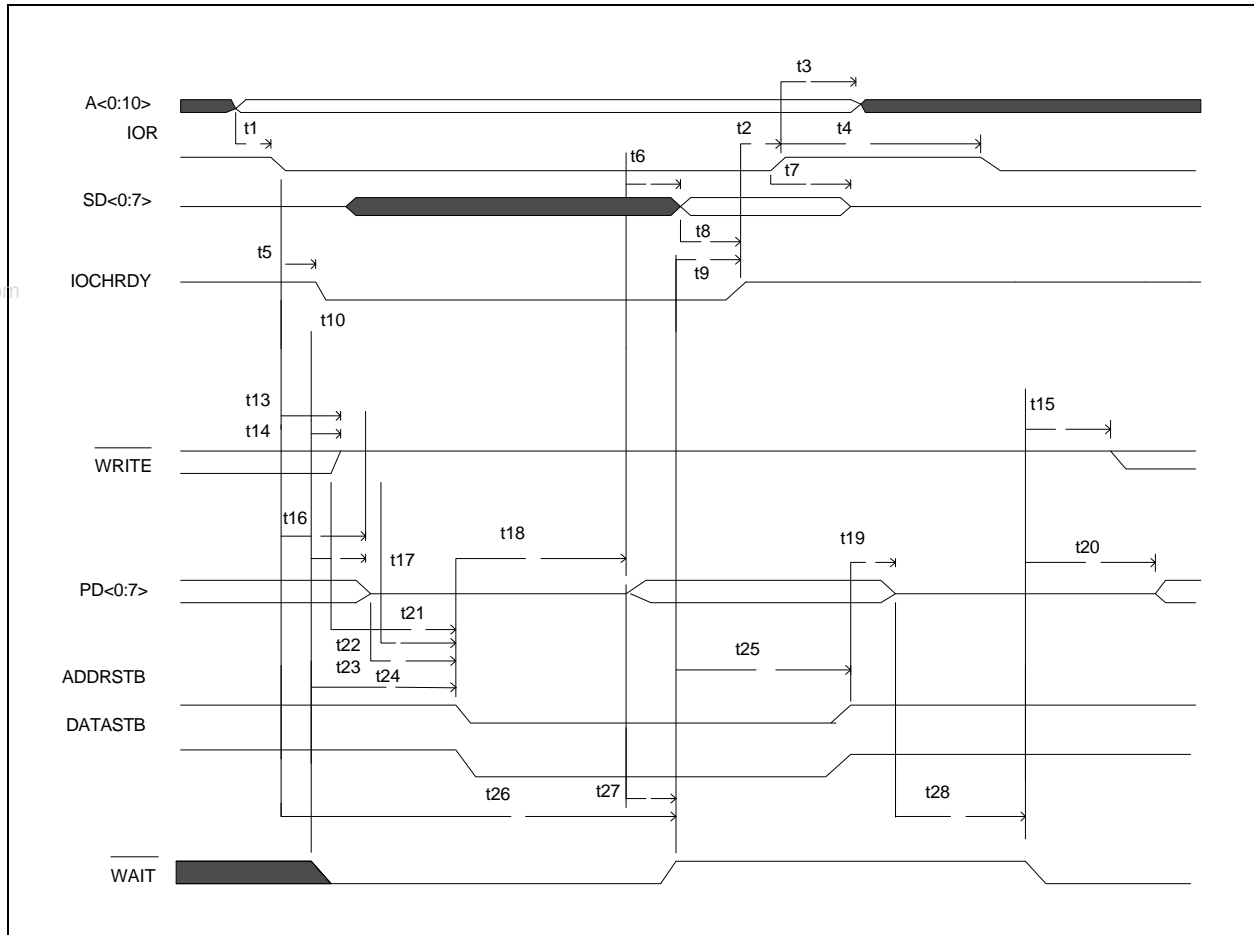 t3
A<0:10>
t1
t2
t4
IOR
t6
t7
SD<0:7>
t8
t5
t9
IOCHRDY
om
t10
t13
t15
t14
WRITE
t16
t18
t19
t20
t17
PD<0:7>
t21
t22
t23
t25
t24
ADDRSTB
DATASTB
t26
t27
t28
WAIT